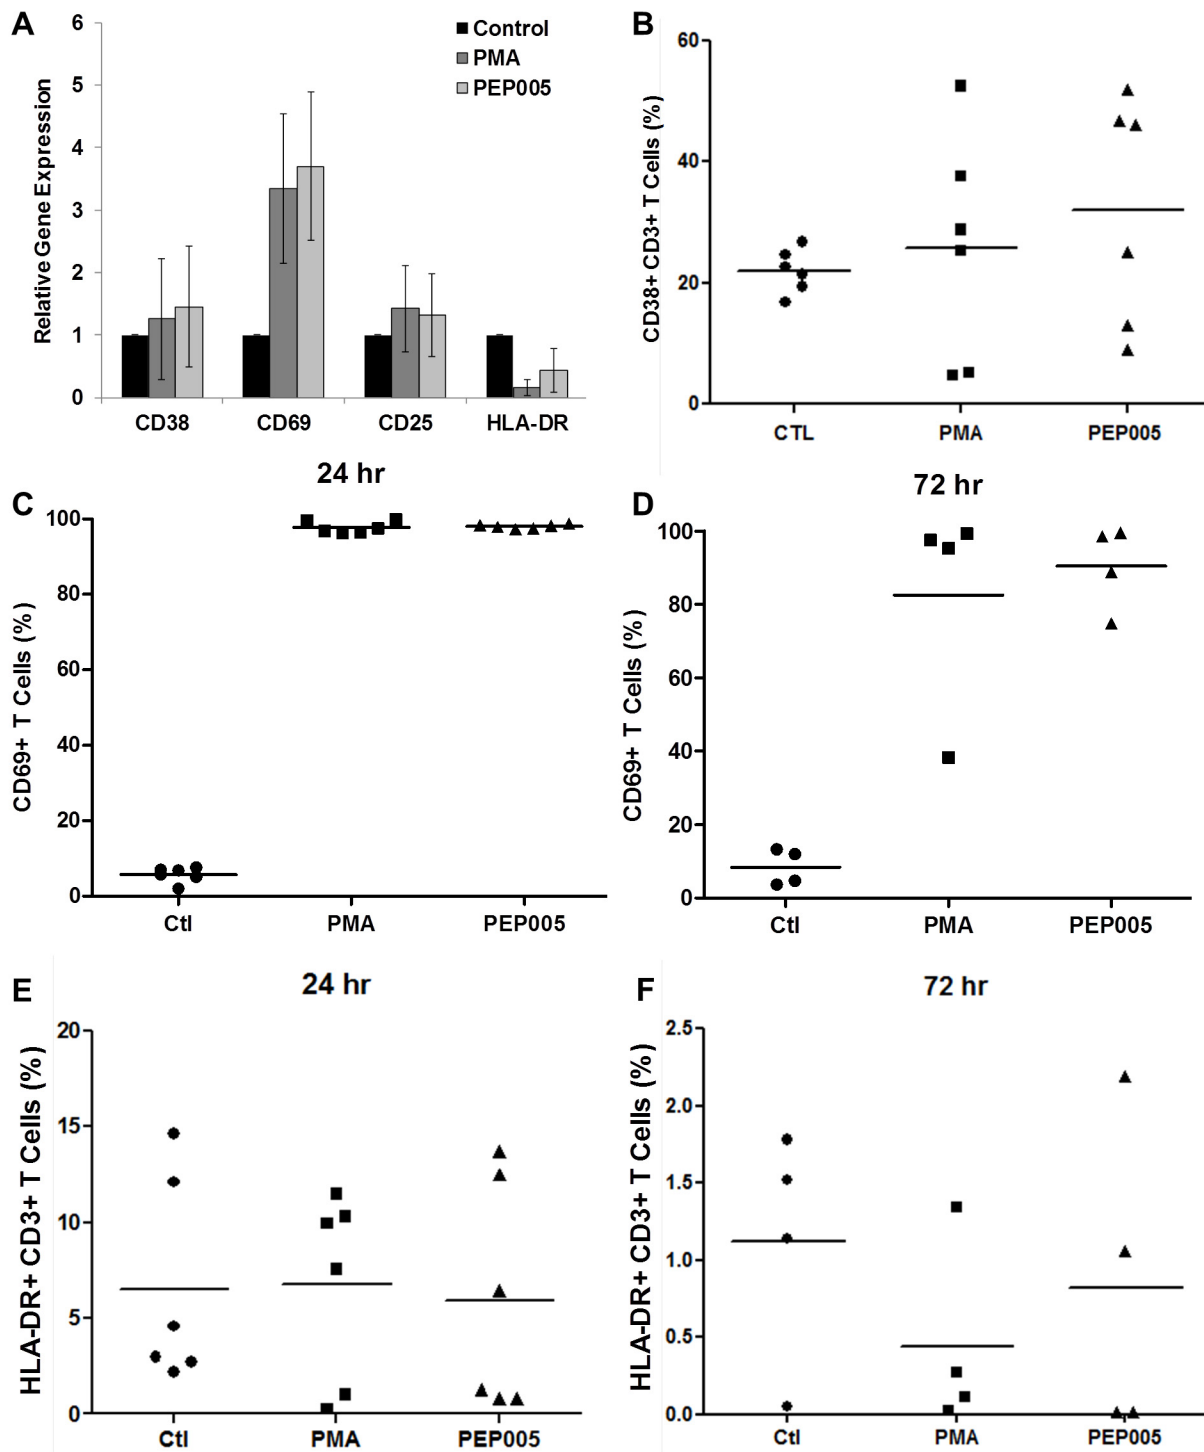 A
Relative Gene Expression
6
5
4
3
2
1
0
Control
PMA
PEP005
CD38
CD69
CD25
HLA-DR
B
CD38+ CD3+ T Cells (%)
60
40
20
0
CTL
PMA
PEP005
C
24 hr
CD69+ T Cells (%)
100
80
60
40
20
0
Ctl
PMA
PEP005
D
72 hr
CD69+ T Cells (%)
100
80
60
40
20
0
Ctl
PMA
PEP005
E
24 hr
HLA-DR+ CD3+ T Cells (%)
20
15
10
5
0
Ctl
PMA
PEP005
F
72 hr
HLA-DR+ CD3+ T Cells (%)
2.5
2.0
1.5
1.0
0.5
0.0
Ctl
PMA
PEP005